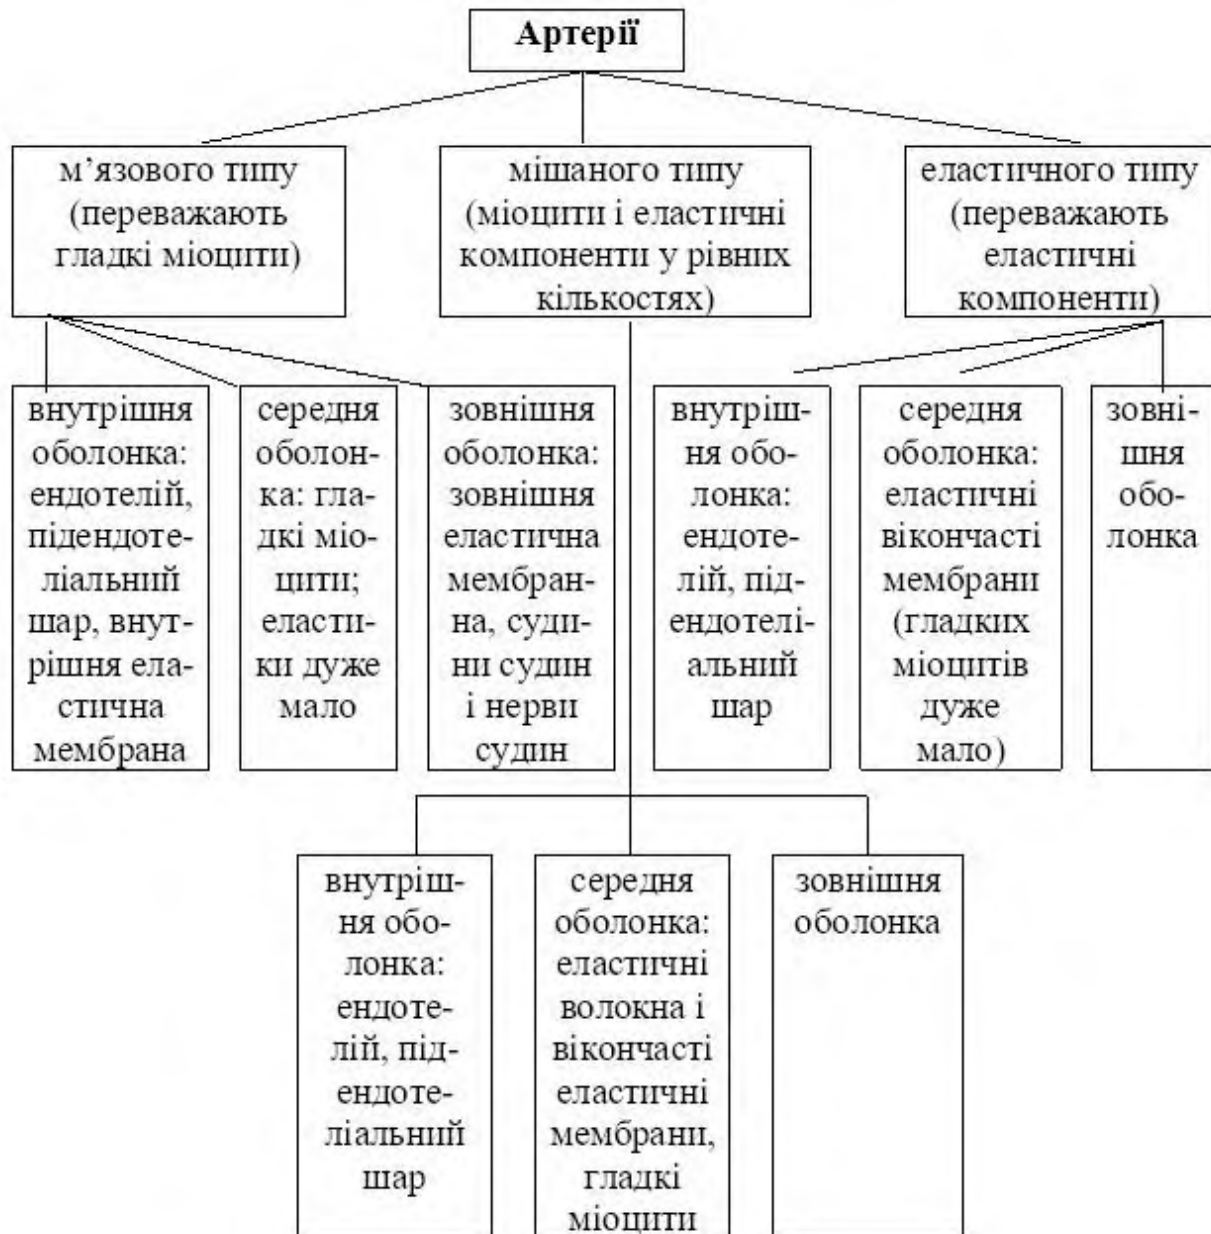 Артерії
м’язового типу
(переважають
гладкі міоцити)
мішаного типу
(міоцити і еластичні
компоненти у рівних
кількостях)
еластичного типу
(переважають
еластичні
компоненти)
внутрішня
оболонка:
ендотелій,
підендоте-
ліальний
шар, внут-
рішня ела-
стична
мембрана
середня
оболон-
ка: гла-
дкі міо-
цити;
еласти-
ки дуже
мало
зовнішня
оболонка:
зовнішня
еластична
мембран-
на, суди-
ни судин
і нерви
судин
внутріш-
ня обо-
лонка:
ендоте-
лій, під-
ендотелі-
альний
шар
середня
оболонка:
еластичні
вікончасті
мембрани
(гладких
міоцитів
дуже
мало)
зовні-
шня
обо-
лонка
внутріш-
ня обо-
лонка:
ендоте-
лій, під-
ендоте-
ліальний
шар
середня
оболонка:
еластичні
волокна і
вікончасті
еластичні
мембрани,
гладкі
міоцити
зовнішня
оболонка